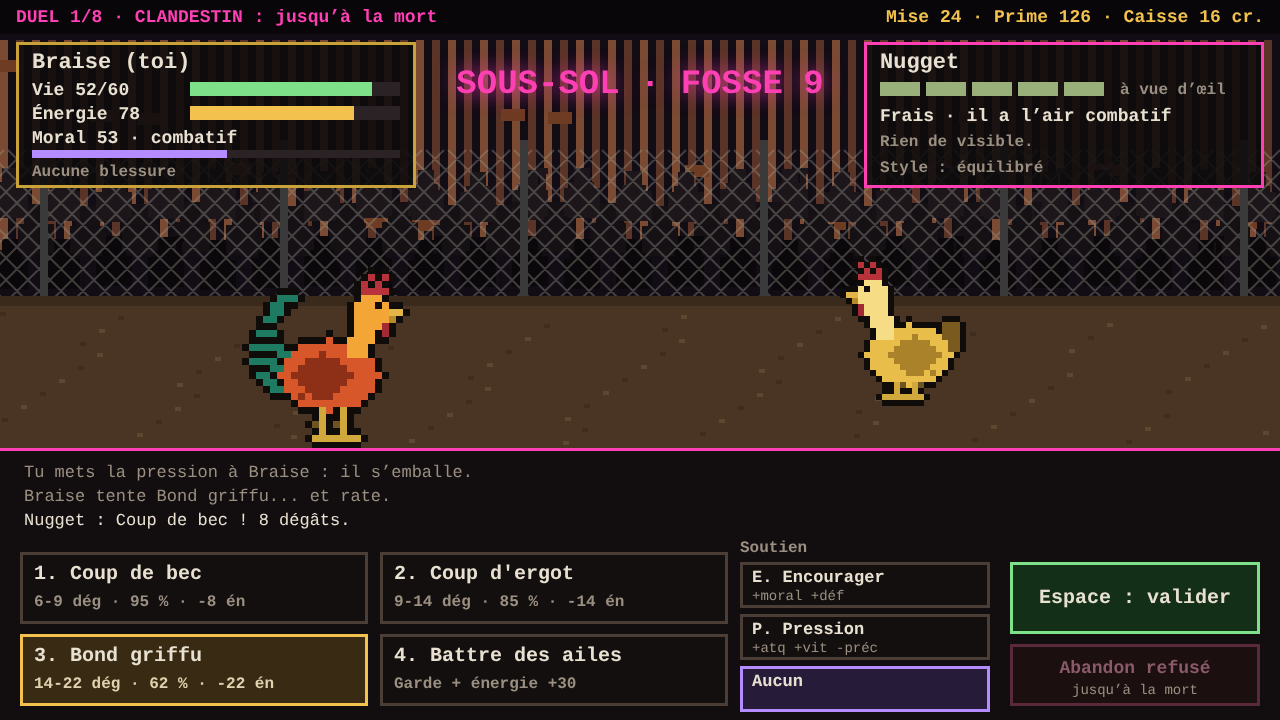 DUEL 1/8 · CLANDESTIN : jusqu’à la mort
Mise 24 · Prime 126 · Caisse 16 cr.
Braise (toi)
Vie 52/60
Énergie 78
Moral 53 · combatif
Aucune blessure
SOUS-SOL · FOSSE 9
Nugget
à vue d’œil
Frais · il a l’air combatif
Rien de visible.
Style : équilibré
Tu mets la pression à Braise : il s’emballe.
Braise tente Bond griffu... et rate.
Nugget : Coup de bec ! 8 dégâts.
1. Coup de bec
6-9 dég · 95 % · -8 én
2. Coup d'ergot
9-14 dég · 85 % · -14 én
3. Bond griffu
14-22 dég · 62 % · -22 én
4. Battre des ailes
Garde + énergie +30
Soutien
E. Encourager
+moral +déf
P. Pression
+atq +vit -préc
Aucun
Espace : valider
Abandon refusé
jusqu’à la mort